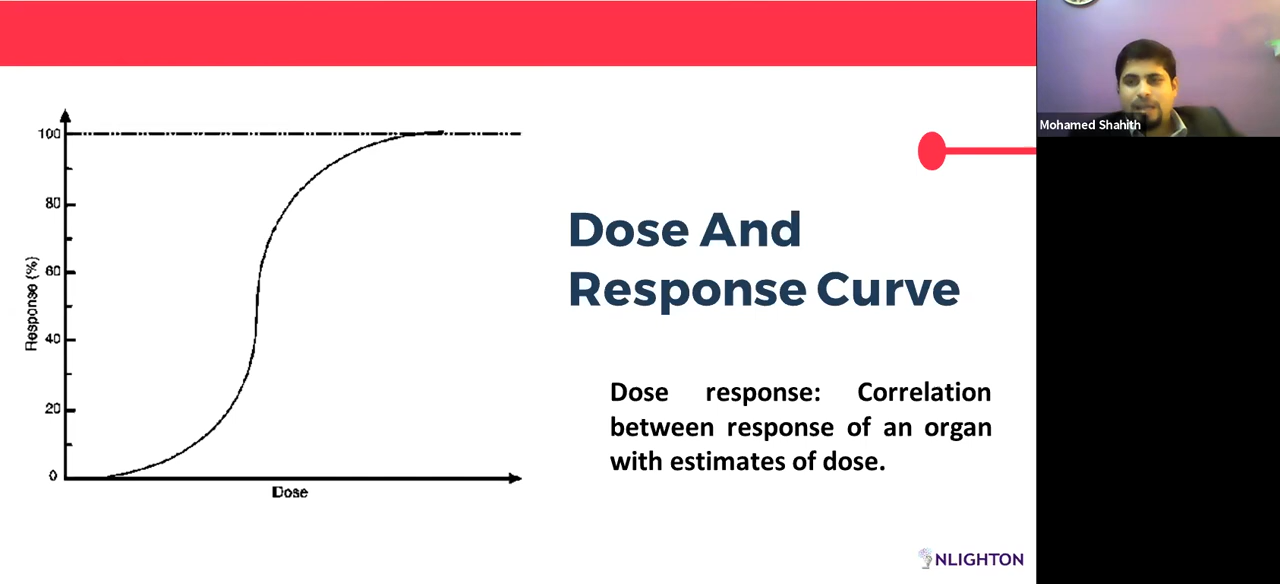 100
80
60
40
20
0
Response (%)
Dose
Dose And
Response Curve
Dose response: Correlation
between response of an organ
with estimates of dose.
NLIGHTON
Mohamed Shahith